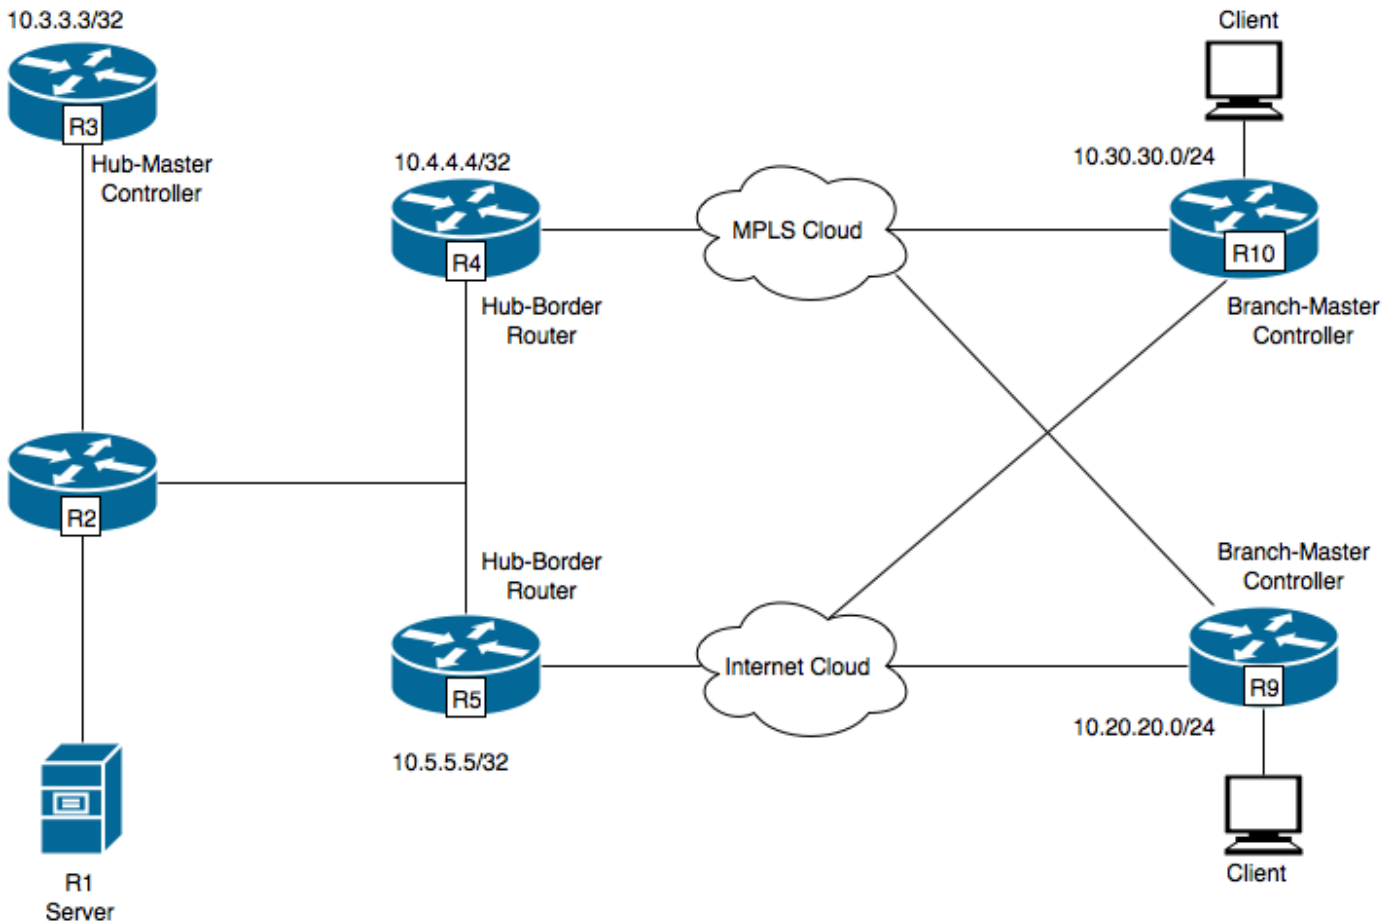 10.3.3.3/32
R3
Hub-Master
Controller
10.4.4.4/32
R4
Hub-Border
Router
MPLS Cloud
Client
10.30.30.0/24
R10
Branch-Master
Controller
R2
Hub-Border
Router
R5
10.5.5.5/32
Internet Cloud
Branch-Master
Controller
R9
10.20.20.0/24
Client
R1
Server